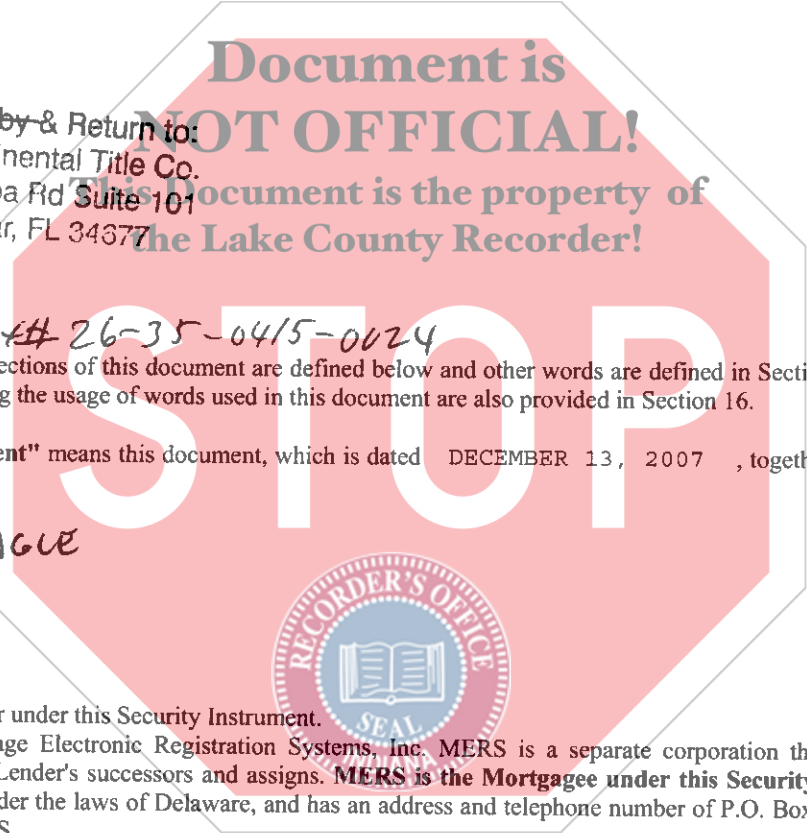 Document is
NOT OFFICIAL!
This Document is the property of
the Lake County Recorder!
by & Return to:
nental Title Co.
pa Rd Suite 101
r, FL 34677
# 26-35-0415-0024
ections of this document are defined below and other words are defined in Secti
g the usage of words used in this document are also provided in Section 16.
ent" means this document, which is dated DECEMBER 13, 2007 , togeth
AGUE
STOP
RECORDER'S OFFICE
SEAL
INDIANA
r under this Security Instrument.
age Electronic Registration Systems, Inc. MERS is a separate corporation th
Lender's successors and assigns. MERS is the Mortgagee under this Security
der the laws of Delaware, and has an address and telephone number of P.O. Box
S